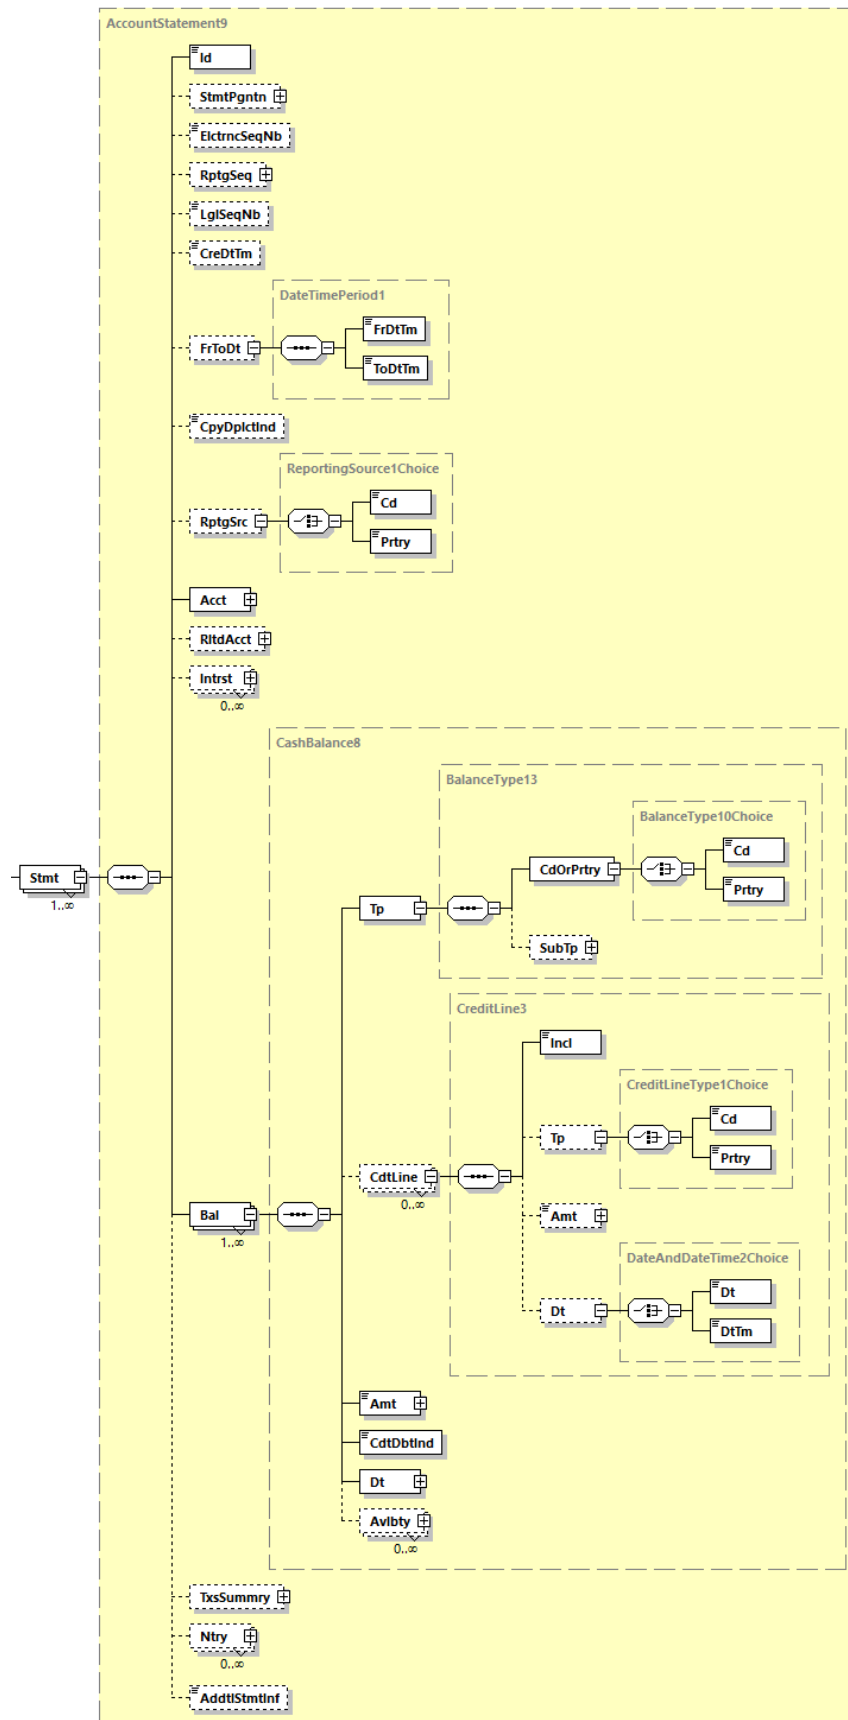 AccountStatement9
Id
StmtPgntn
ElctrncSeqNb
RptgSeq
LglSeqNb
CreDtTm
DateTimePeriod1
FrDtTm
FrToDt
ToDtTm
CpyDplctInd
ReportingSource1Choice
Cd
RptgSrc
Prtry
Acct
RltdAcct
Intrst
0..∞
CashBalance8
BalanceType13
BalanceType10Choice
Cd
CdOrPrtry
Stmt
1..∞
Prtry
Tp
SubTp
CreditLine3
Incl
CreditLineType1Choice
Cd
Tp
Prtry
CdtLine
0..∞
Amt
Bal
1..∞
DateAndDateTime2Choice
Dt
Dt
DtTm
Amt
CdtDbtInd
Dt
Avlbty
0..∞
TxsSummry
Ntry
0..∞
AddtlStmtInf